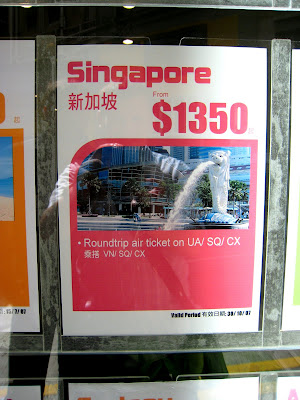 Singapore
From
新加坡
$1350
起
• Roundtrip air ticket on UA/ SQ/ CX
乘搭 VN/ SQ/ CX
Valid Period 有效日期: 30/ 10/ 07